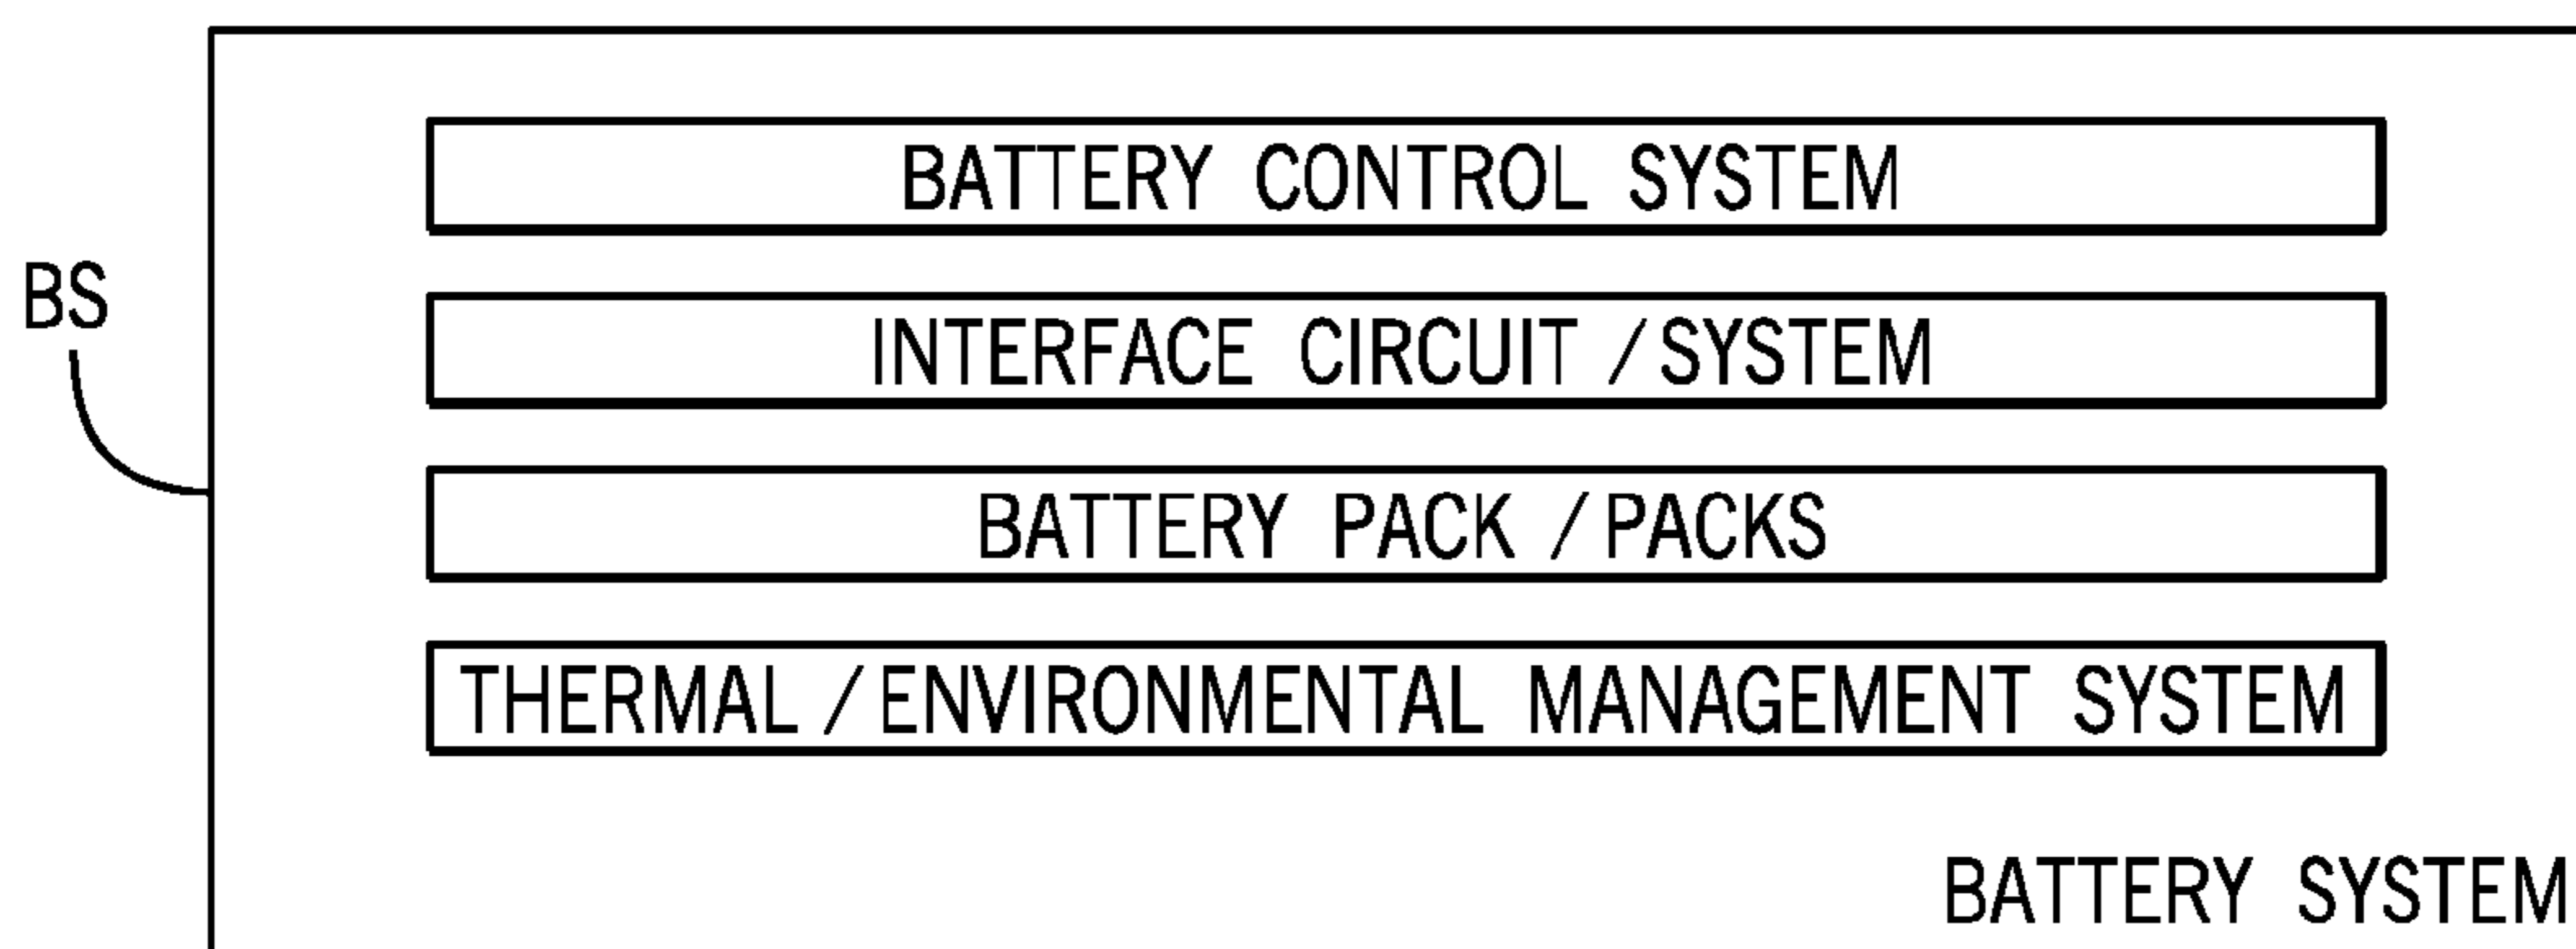 BATTERY CONTROL SYSTEM
BS
INTERFACE CIRCUIT / SYSTEM
BATTERY PACK / PACKS
THERMAL / ENVIRONMENTAL MANAGEMENT SYSTEM
BATTERY SYSTEM